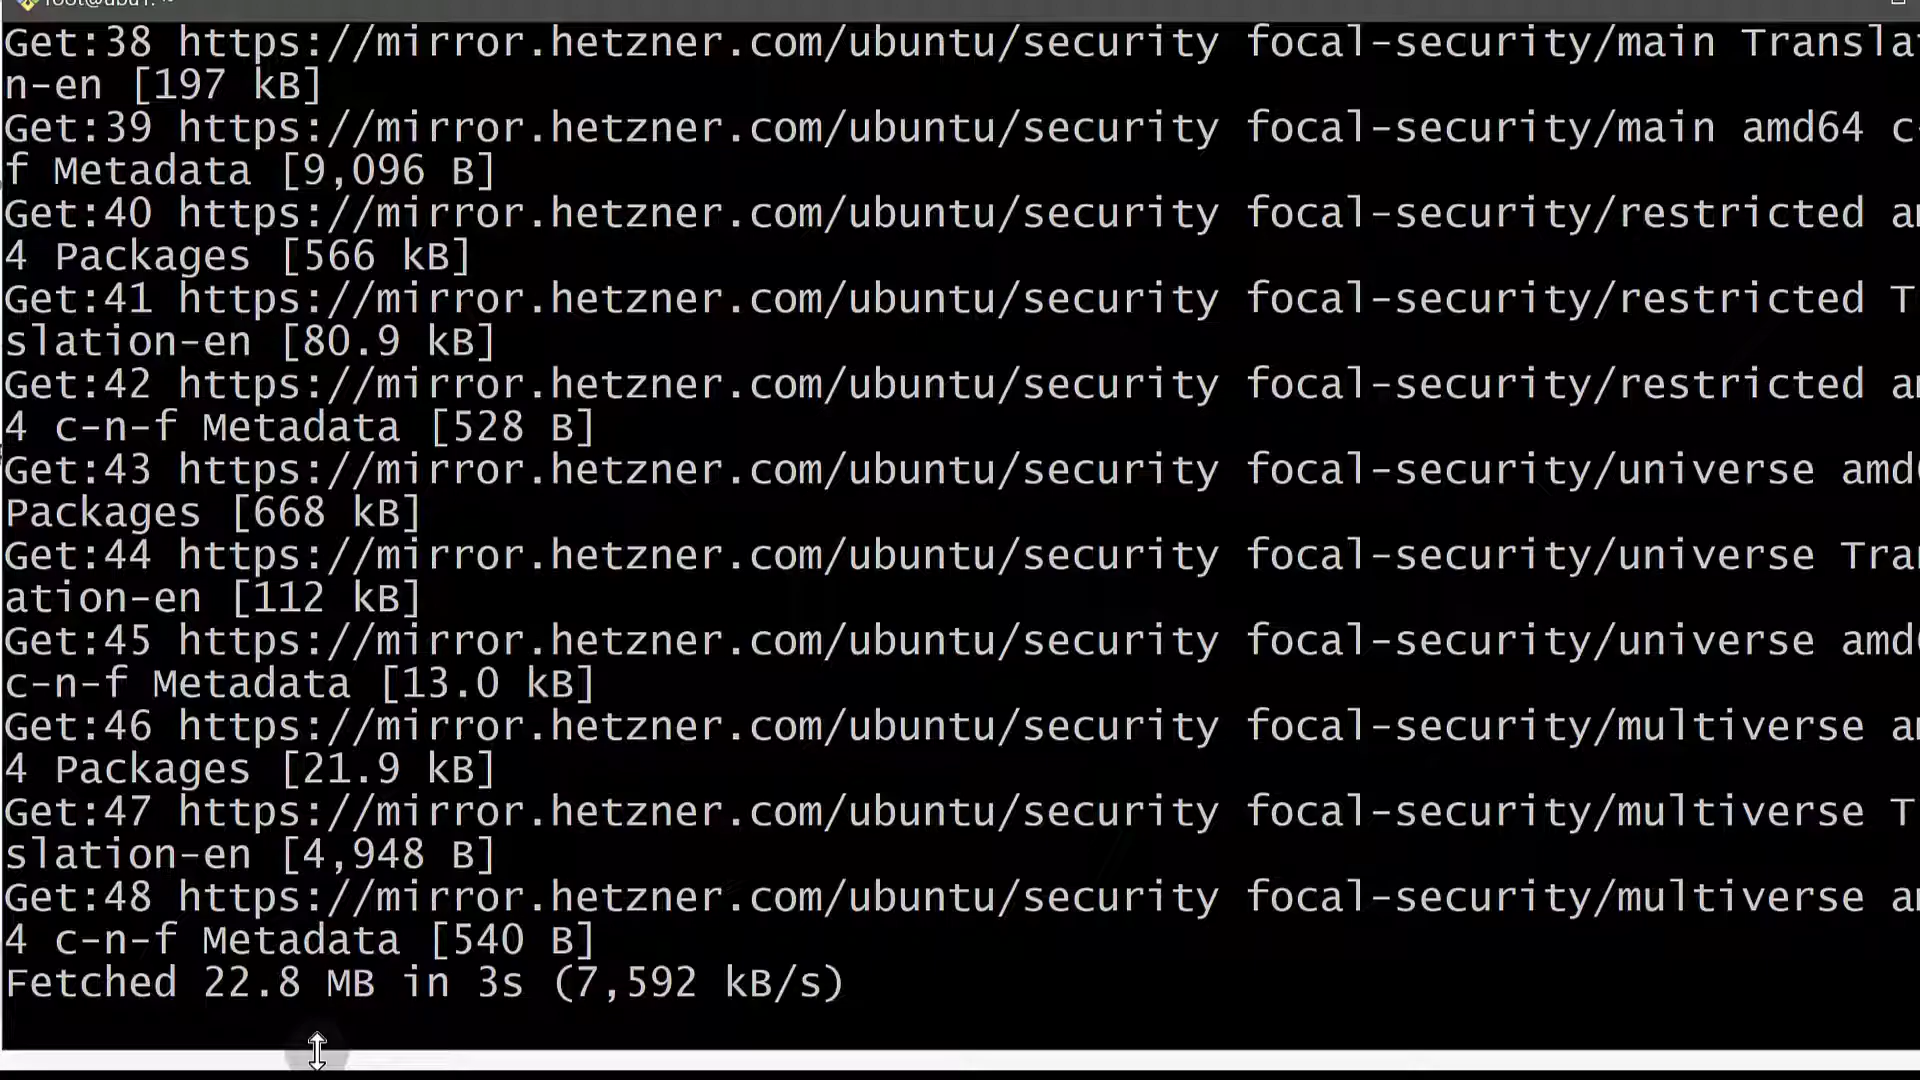 Get:38 https://mirror.hetzner.com/ubuntu/security focal-security/main Transla
n-en [197 kB]
Get:39 https://mirror.hetzner.com/ubuntu/security focal-security/main amd64 c-
f Metadata [9,096 B]
Get:40 https://mirror.hetzner.com/ubuntu/security focal-security/restricted am
4 Packages [566 kB]
Get:41 https://mirror.hetzner.com/ubuntu/security focal-security/restricted T
slation-en [80.9 kB]
Get:42 https://mirror.hetzner.com/ubuntu/security focal-security/restricted am
4 c-n-f Metadata [528 B]
Get:43 https://mirror.hetzner.com/ubuntu/security focal-security/universe amd
Packages [668 kB]
Get:44 https://mirror.hetzner.com/ubuntu/security focal-security/universe Tra
ation-en [112 kB]
Get:45 https://mirror.hetzner.com/ubuntu/security focal-security/universe amd
c-n-f Metadata [13.0 kB]
Get:46 https://mirror.hetzner.com/ubuntu/security focal-security/multiverse am
4 Packages [21.9 kB]
Get:47 https://mirror.hetzner.com/ubuntu/security focal-security/multiverse T
slation-en [4,948 B]
Get:48 https://mirror.hetzner.com/ubuntu/security focal-security/multiverse am
4 c-n-f Metadata [540 B]
Fetched 22.8 MB in 3s (7,592 kB/s)